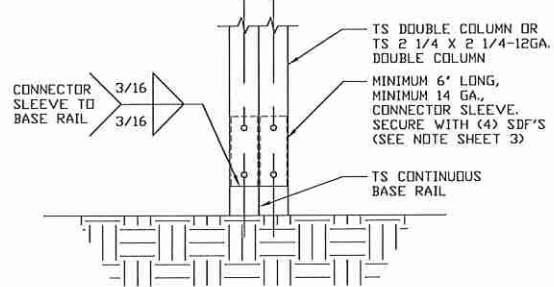 TS DOUBLE COLUMN OR
TS 2 1/4 X 2 1/4-12GA.
DOUBLE COLUMN
MINIMUM 6" LONG,
MINIMUM 14 GA.,
CONNECTOR SLEEVE.
SECURE WITH (4) SDF'S
(SEE NOTE SHEET 3)
TS CONTINUOUS
BASE RAIL
CONNECTOR
SLEEVE TO
BASE RAIL
3/16
3/16